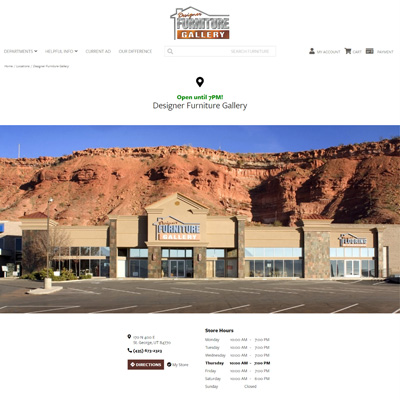 Designer
FURNITURE
GALLERY
DEPARTMENTS HELPFUL INFO CURRENT AD OUR DIFFERENCE
SEARCH FURNITURE
MY ACCOUNT CART PAYMENT
Home / Locations / Designer Furniture Gallery
Open until 7PM!
Designer Furniture Gallery
FURNITURE
GALLERY
FLOORING
St. George, UT 84770
(435) 673-2323
DIRECTIONS My Store
Store Hours
Monday 10:00 AM - 7:00 PM
Tuesday 10:00 AM - 7:00 PM
Wednesday 10:00 AM - 7:00 PM
Thursday 10:00 AM - 7:00 PM
Friday 10:00 AM - 7:00 PM
Saturday 10:00 AM - 6:00 PM
Sunday Closed